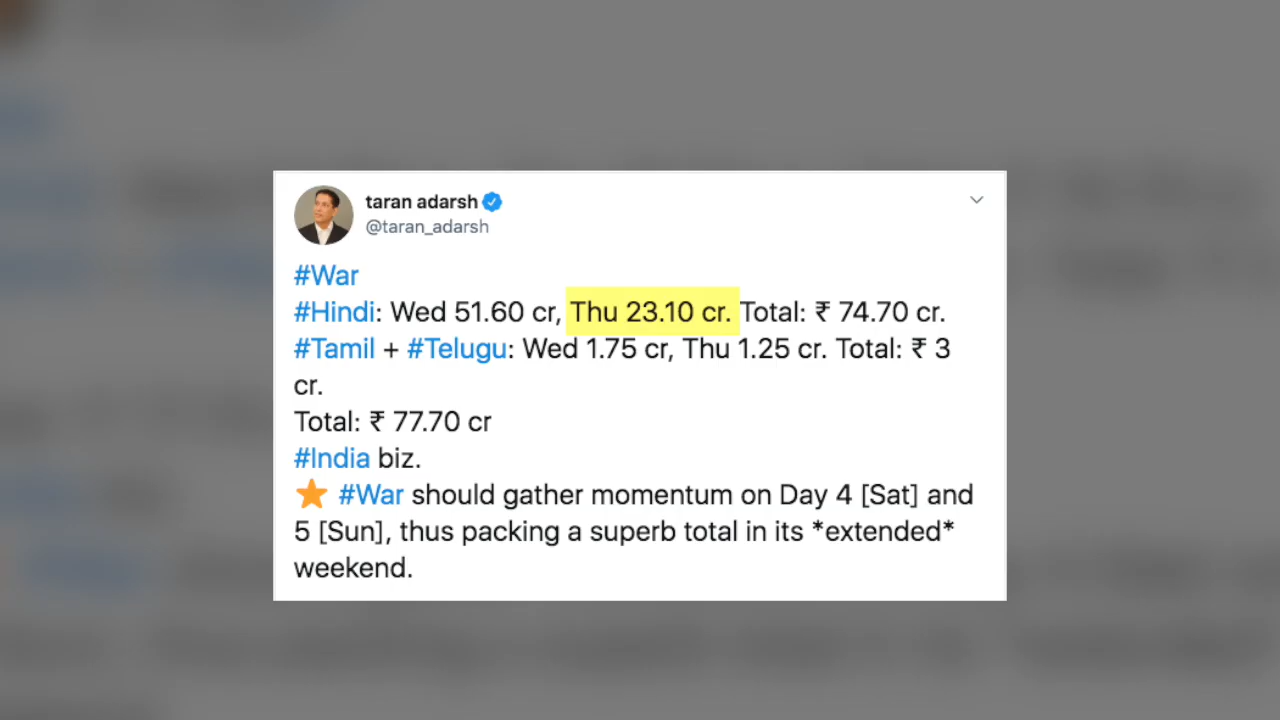 taran adarsh
@taran_adarsh
#War
#Hindi: Wed 51.60 cr, Thu 23.10 cr. Total: ₹ 74.70 cr.
#Tamil + #Telugu: Wed 1.75 cr, Thu 1.25 cr. Total: ₹ 3
cr.
Total: ₹ 77.70 cr
#India biz.
⭐ #War should gather momentum on Day 4 [Sat] and
5 [Sun], thus packing a superb total in its *extended*
weekend.